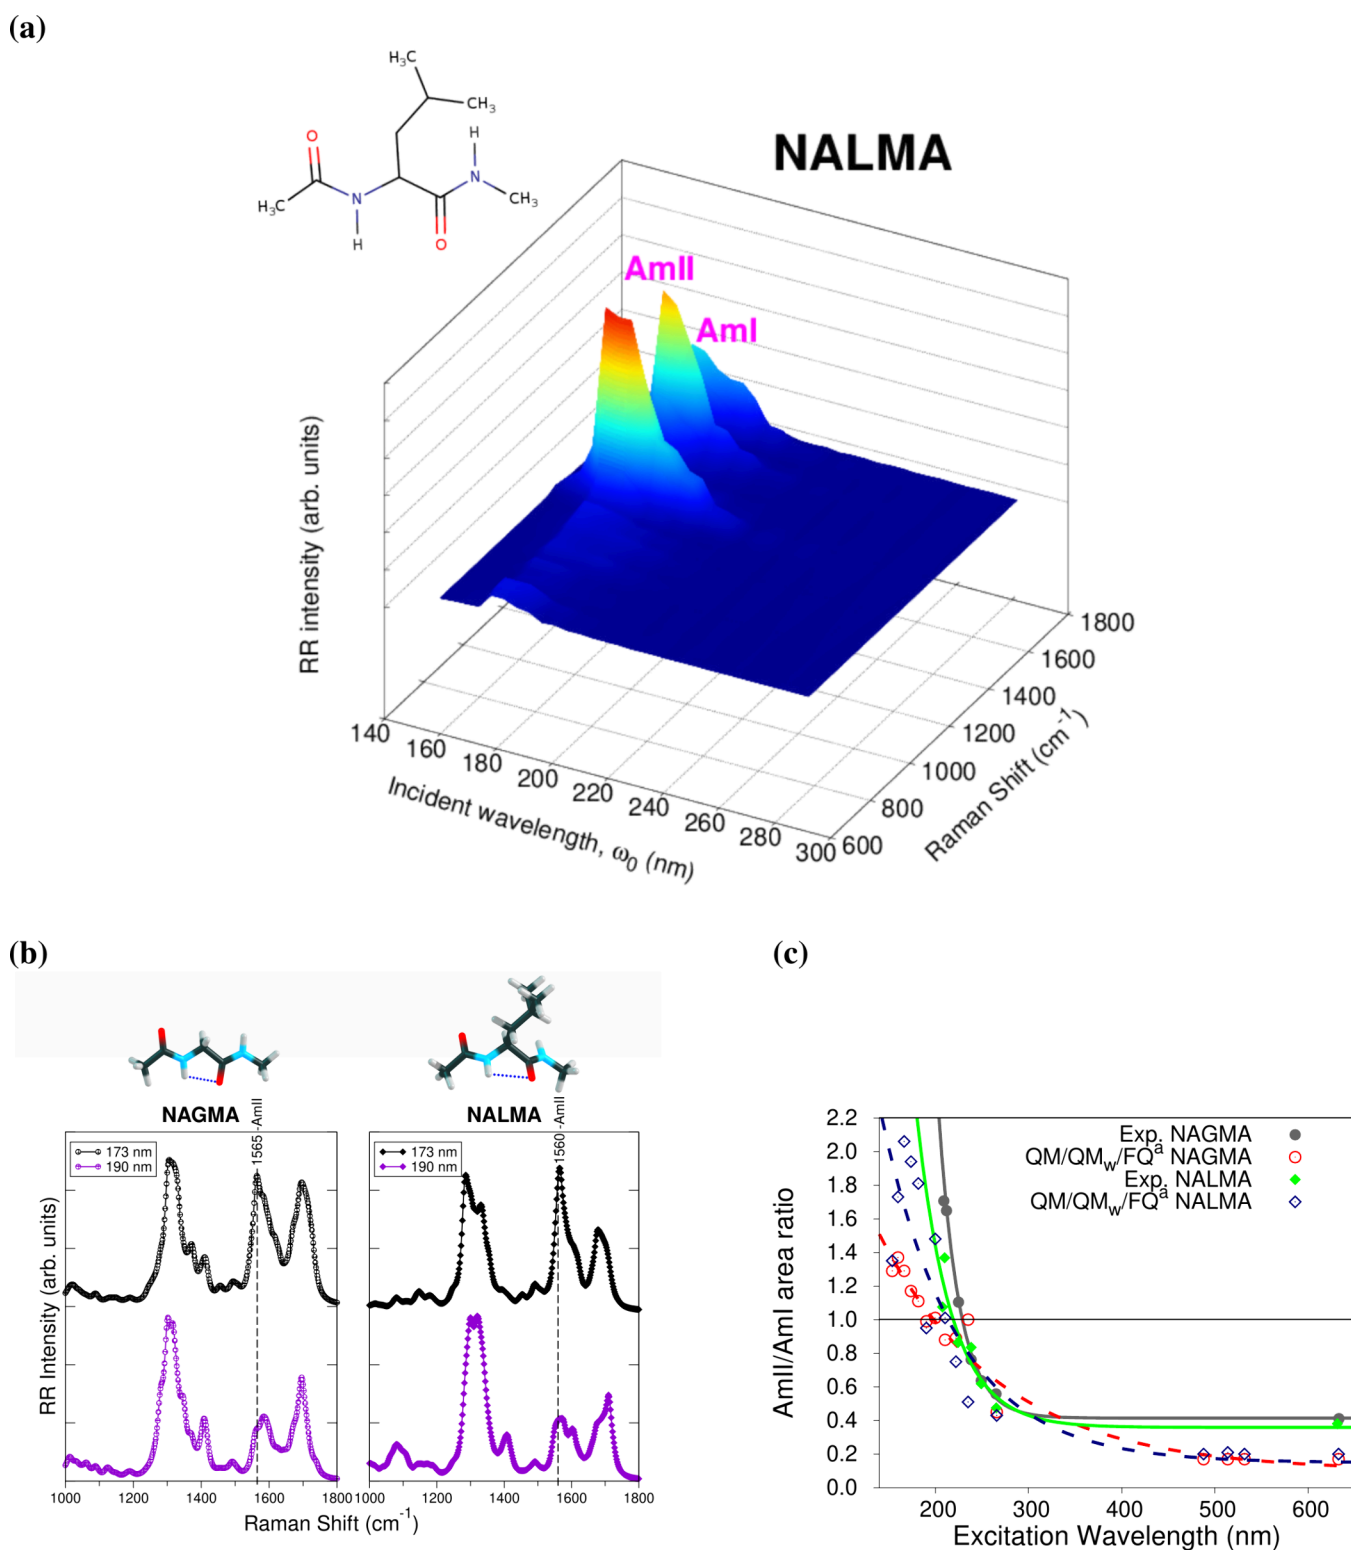 (a)
H₃C
CH₃
O
H
N
H₃C
N
CH₃
H
O
NALMA
AmII
AmI
RR intensity (arb. units)
140
160
180
200
220
240
260
280
300
Incident wavelength, ω₀ (nm)
600
800
1000
1200
1400
1600
1800
Raman Shift (cm⁻¹)
(b)
NAGMA
NALMA
1565 -AmII
1560 -AmII
173 nm
190 nm
173 nm
190 nm
RR Intensity (arb. units)
1000 1200 1400 1600 1800
1000 1200 1400 1600 1800
Raman Shift (cm⁻¹)
(c)
2.2
2.0
1.8
1.6
1.4
1.2
1.0
0.8
0.6
0.4
0.2
0.0
AmII/AmI area ratio
Exp. NAGMA
QM/QM_w/FQᵃ NAGMA
Exp. NALMA
QM/QM_w/FQᵃ NALMA
200 300 400 500 600
Excitation Wavelength (nm)